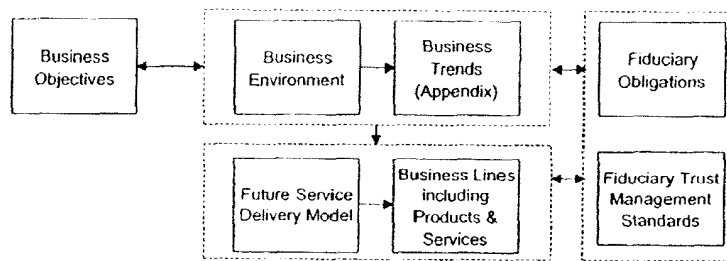 Business
Objectives
Business
Environment
Business
Trends
(Appendix)
Fiduciary
Obligations
Future Service
Delivery Model
Business Lines
including
Products &
Services
Fiduciary Trust
Management
Standards